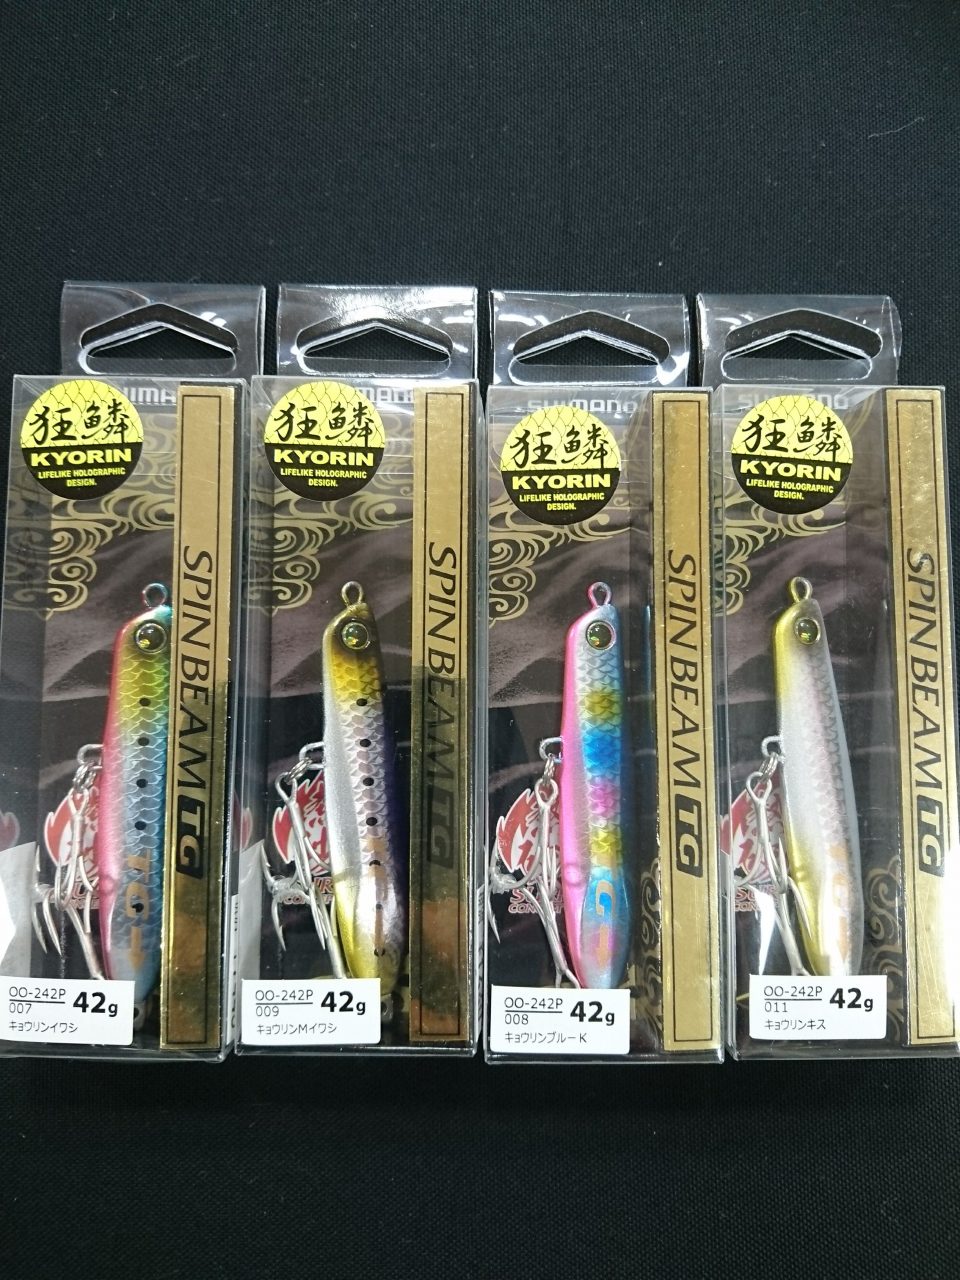 SHIMANO
狂鱗
KYORIN
LIFELIKE HOLOGRAPHIC
DESIGN.
SPIN BEAM TG
TG
OO-242P
007
42g
キョウリンイワシ
狂鱗
KYORIN
LIFELIKE HOLOGRAPHIC
DESIGN.
SPIN BEAM TG
OO-242P
009
42g
キョウリンMイワシ
SHIMANO
狂鱗
KYORIN
LIFELIKE HOLOGRAPHIC
DESIGN.
SPIN BEAM TG
OO-242P
008
42g
キョウリンブルーK
SHIMANO
狂鱗
KYORIN
LIFELIKE HOLOGRAPHIC
DESIGN.
SPIN BEAM TG
OO-242P
011
42g
キョウリンキス